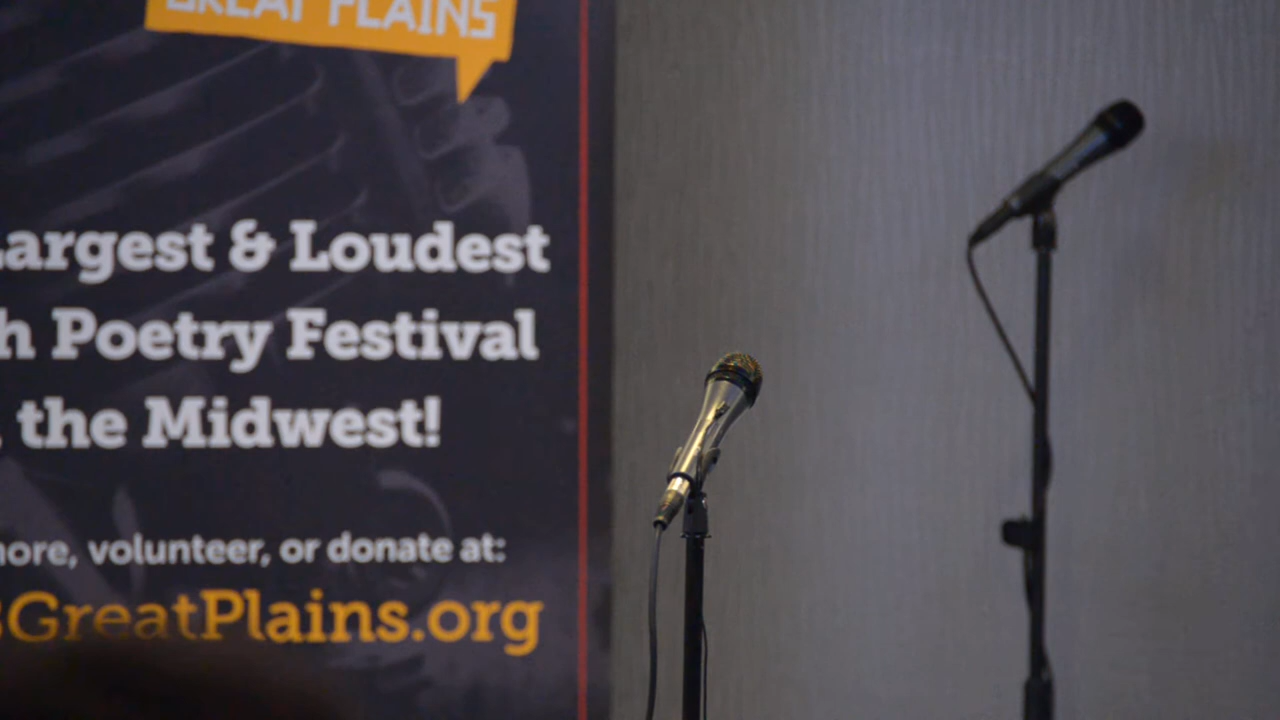 GREAT PLAINS
Largest & Loudest
h Poetry Festival
the Midwest!
more, volunteer, or donate at:
GreatPlains.org